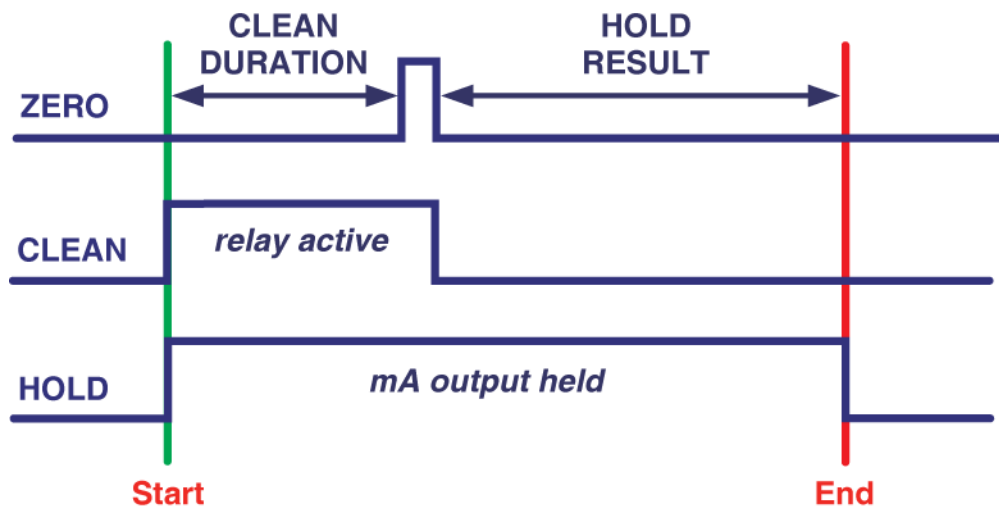 CLEAN
DURATION
HOLD
RESULT
ZERO
CLEAN
relay active
HOLD
mA output held
Start
End